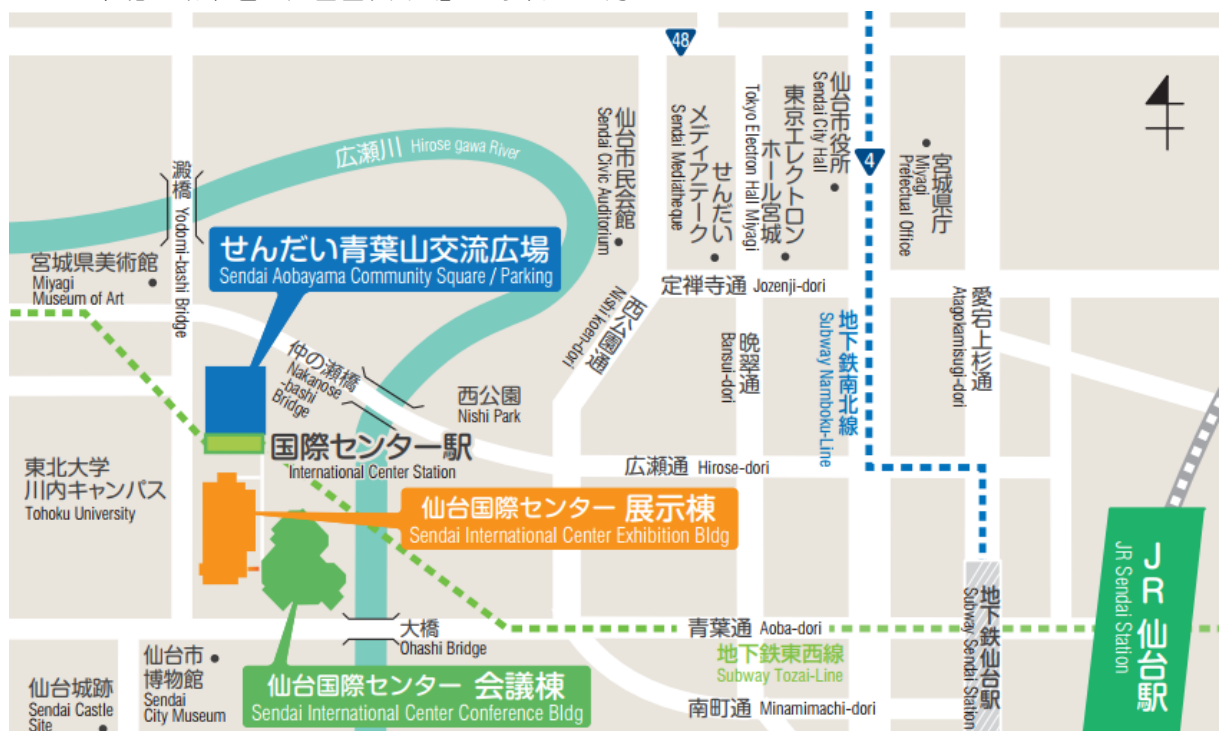 48
4
広瀬川 Hirose gawa River
澱橋 Yodomi-bashi Bridge
仙台市民会館
Sendai Civic Auditorium
せんだい
メディアテーク
Sendai Mediatheque
東京エレクトロン
ホール宮城
Tokyo Electron Hall Miyagi
仙台市役所
Sendai City Hall
宮城県庁
Miyagi
Prefectual Office
せんだい青葉山交流広場
Sendai Aobayama Community Square / Parking
宮城県美術館
Miyagi
Museum of Art
定禅寺通 Jozenji-dori
西公園通
Nishi koen-dori
晩翠通
Bansui-dori
地下鉄南北線
Subway Namboku-Line
愛宕上杉通
Atagokamisugi-dori
仲の瀬橋
Nakanose
-bashi
Bridge
西公園
Nishi Park
国際センター駅
International Center Station
広瀬通 Hirose-dori
東北大学
川内キャンパス
Tohoku University
仙台国際センター 展示棟
Sendai International Center Exhibition Bldg
JR 仙台駅
JR Sendai Station
地下鉄仙台駅
Subway Sendai Station
大橋
Ohashi Bridge
青葉通 Aoba-dori
地下鉄東西線
Subway Tozai-Line
仙台市
博物館
Sendai
City Museum
仙台国際センター 会議棟
Sendai International Center Conference Bldg
仙台城跡
Sendai Castle
Site
南町通 Minamimachi-dori